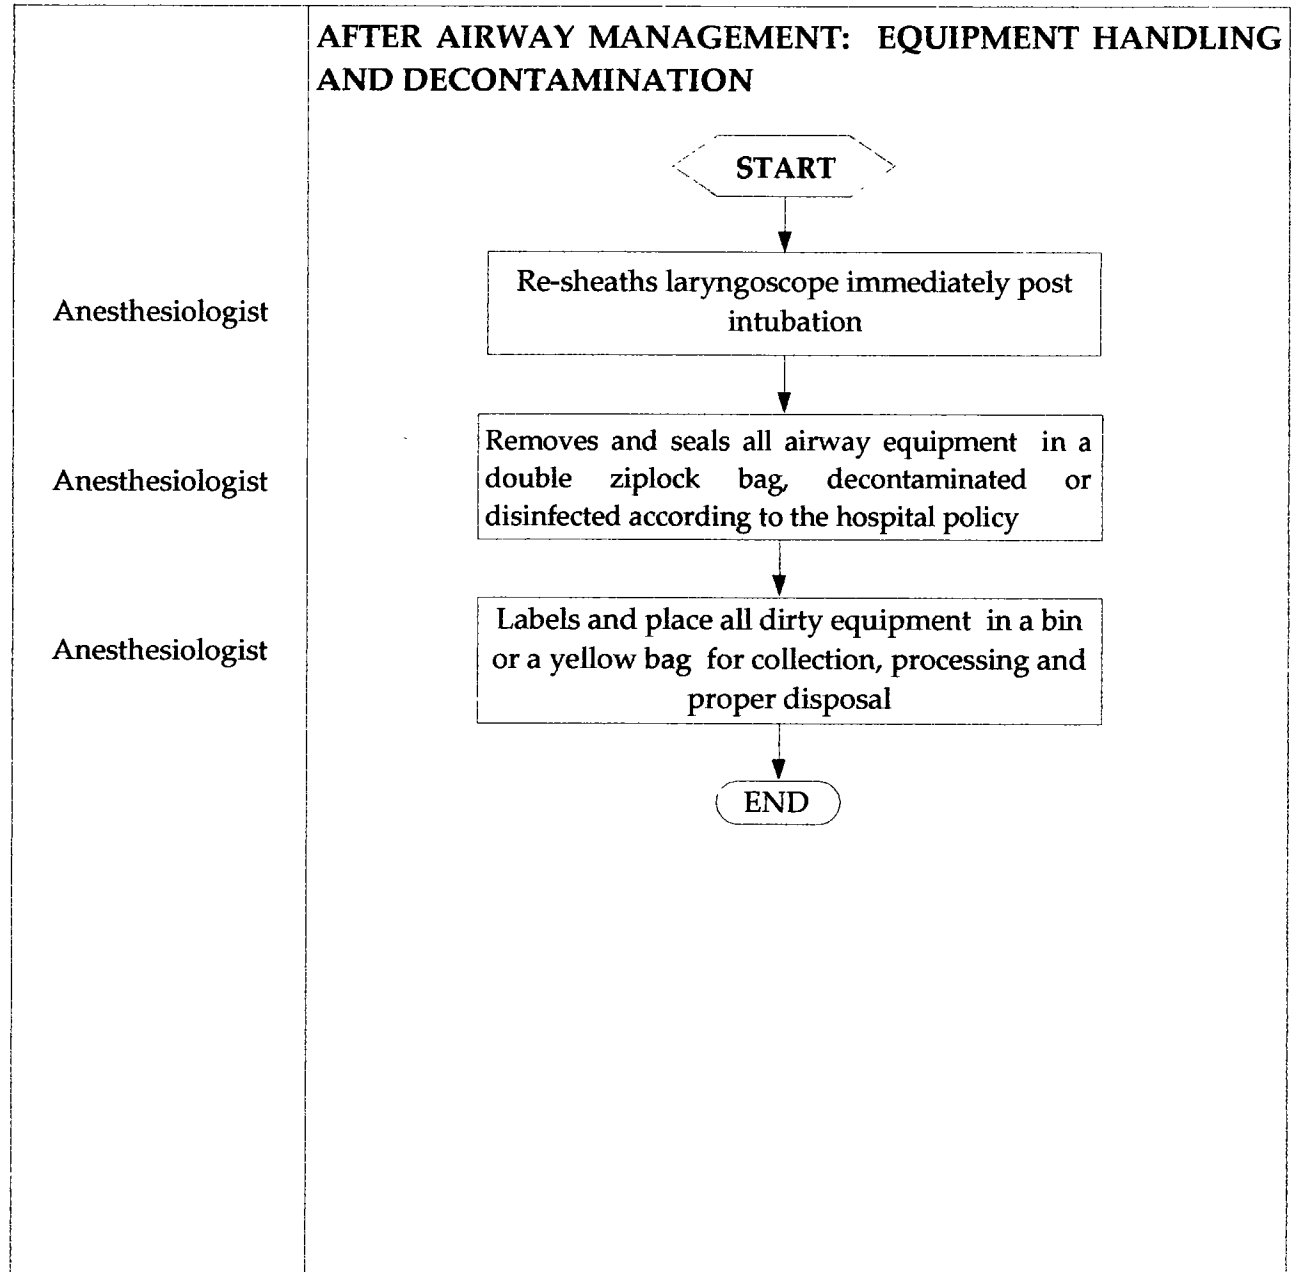 AFTER AIRWAY MANAGEMENT: EQUIPMENT HANDLING
AND DECONTAMINATION
START
Anesthesiologist
Re-sheaths laryngoscope immediately post
intubation
Anesthesiologist
Removes and seals all airway equipment in a
double ziplock bag, decontaminated or
disinfected according to the hospital policy
Anesthesiologist
Labels and place all dirty equipment in a bin
or a yellow bag for collection, processing and
proper disposal
END